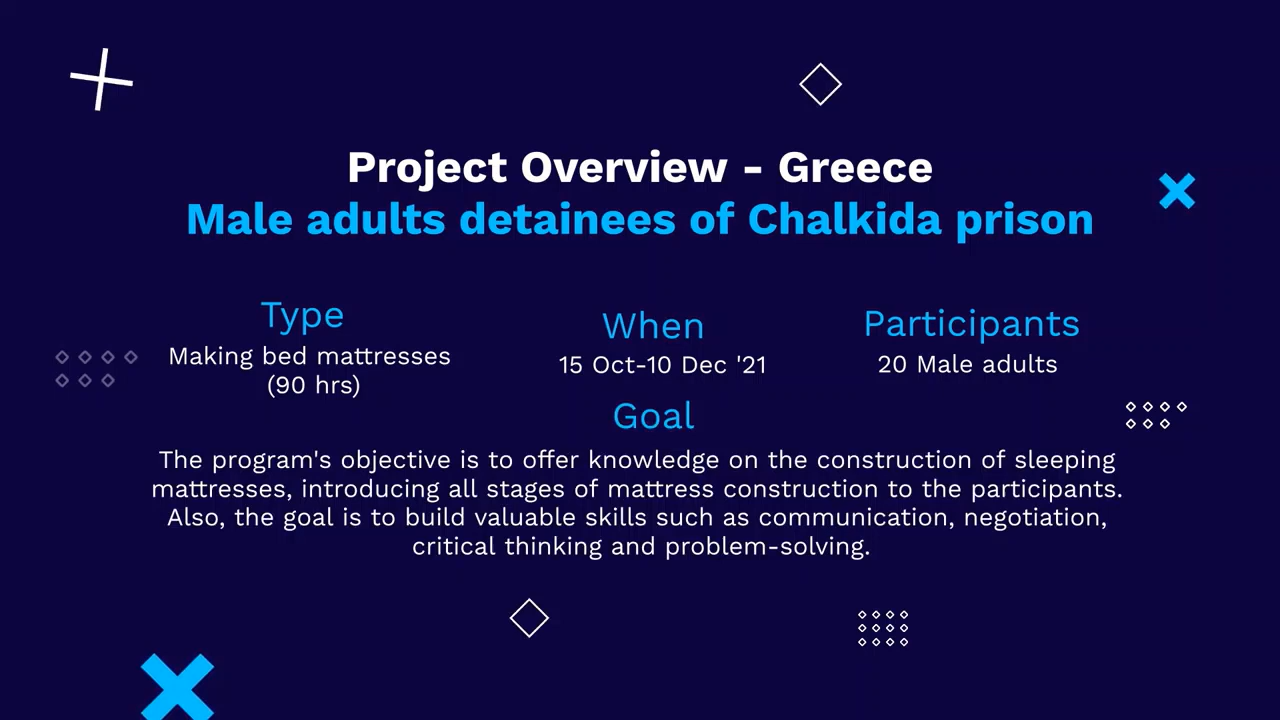 Project Overview - Greece
Male adults detainees of Chalkida prison
Type
Making bed mattresses
(90 hrs)
When
15 Oct-10 Dec '21
Participants
20 Male adults
Goal
The program's objective is to offer knowledge on the construction of sleeping
mattresses, introducing all stages of mattress construction to the participants.
Also, the goal is to build valuable skills such as communication, negotiation,
critical thinking and problem-solving.